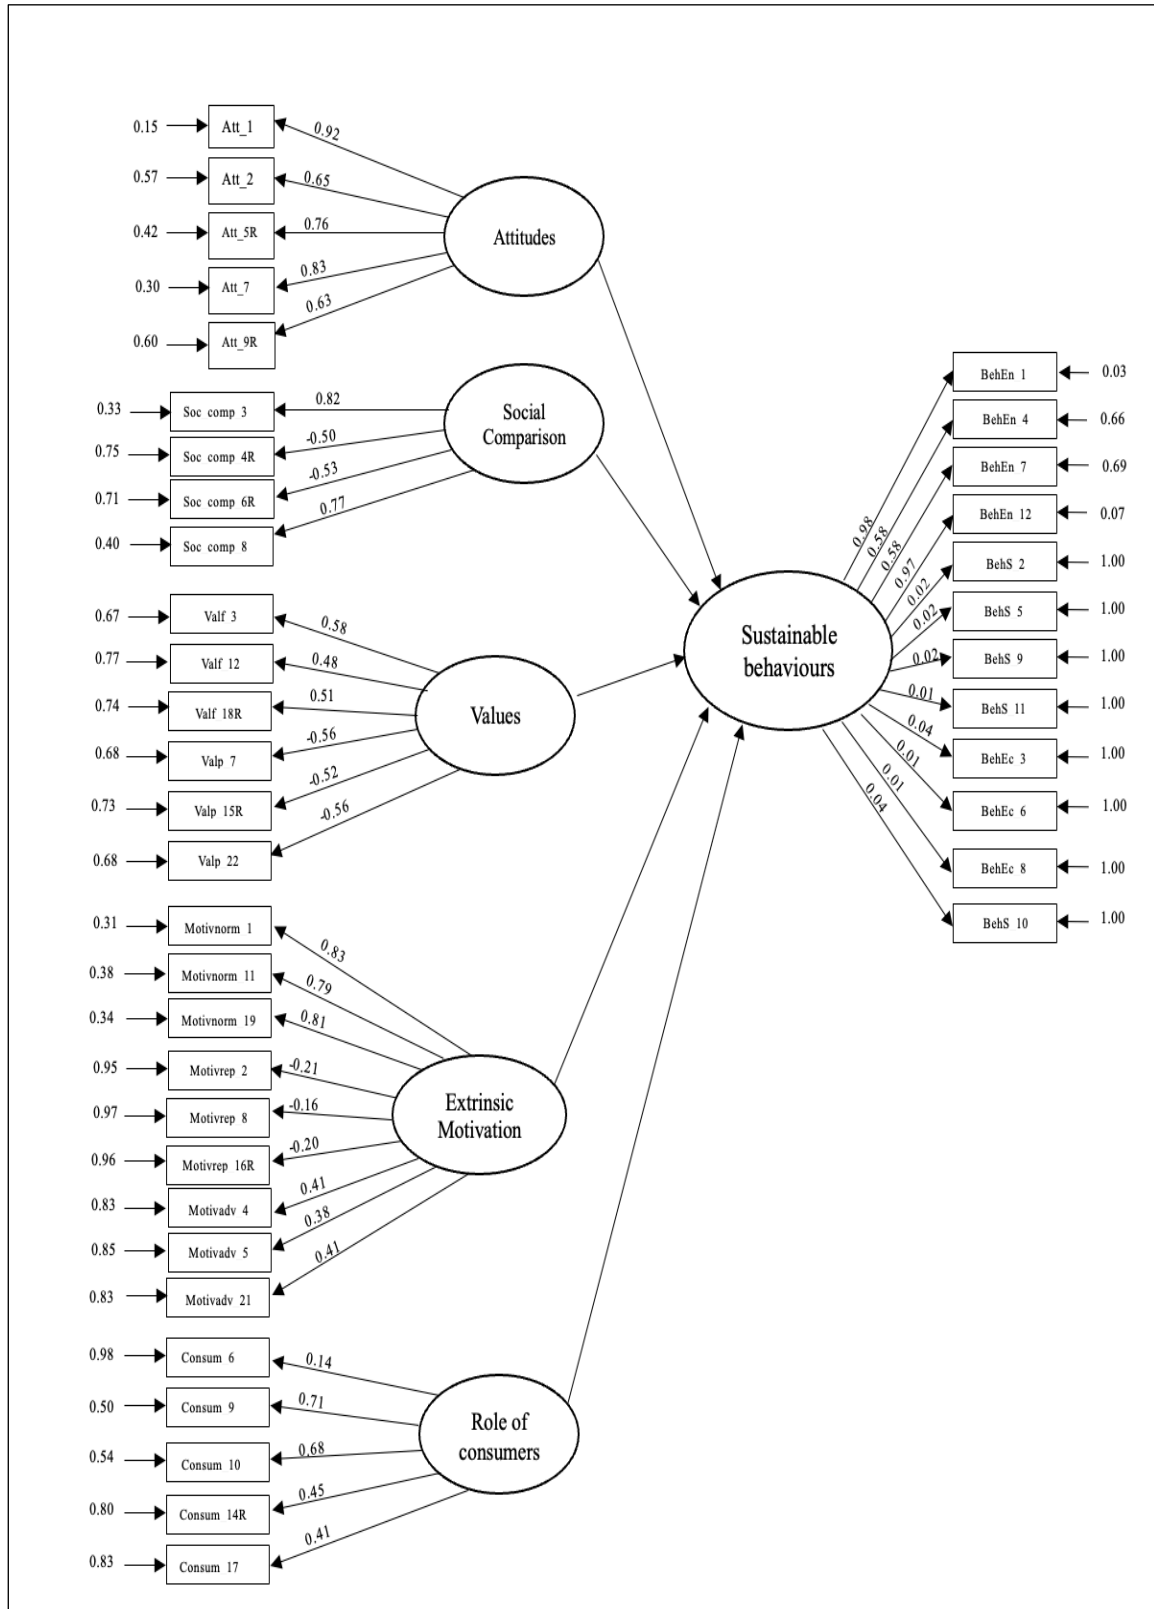 0.15
Att_1
0.92
0.57
Att_2
0.65
0.42
Att_5R
0.76
0.30
Att_7
0.83
0.60
Att_9R
0.63
Attitudes
0.33
Soc comp 3
0.82
0.75
Soc comp 4R
-0.50
0.71
Soc comp 6R
-0.53
0.40
Soc comp 8
0.77
Social
Comparison
0.67
Valf 3
0.58
0.77
Valf 12
0.48
0.74
Valf 18R
0.51
0.68
Valp 7
-0.56
0.73
Valp 15R
-0.52
0.68
Valp 22
-0.56
Values
0.31
Motivnorm 1
0.83
0.38
Motivnorm 11
0.79
0.34
Motivnorm 19
0.81
0.95
Motivrep 2
-0.21
0.97
Motivrep 8
-0.16
0.96
Motivrep 16R
-0.20
0.83
Motivadv 4
0.41
0.85
Motivadv 5
0.38
0.83
Motivadv 21
0.41
Extrinsic
Motivation
0.98
Consum 6
0.14
0.50
Consum 9
0.71
0.54
Consum 10
0.68
0.80
Consum 14R
0.45
0.83
Consum 17
0.41
Role of
consumers
Sustainable
behaviours
0.98
BehEn 1
0.03
0.58
BehEn 4
0.66
0.58
BehEn 7
0.69
0.97
BehEn 12
0.07
0.02
BehS 2
1.00
0.02
BehS 5
1.00
0.02
BehS 9
1.00
0.01
BehS 11
1.00
0.04
BehEc 3
1.00
0.01
BehEc 6
1.00
0.01
BehEc 8
1.00
0.04
BehS 10
1.00